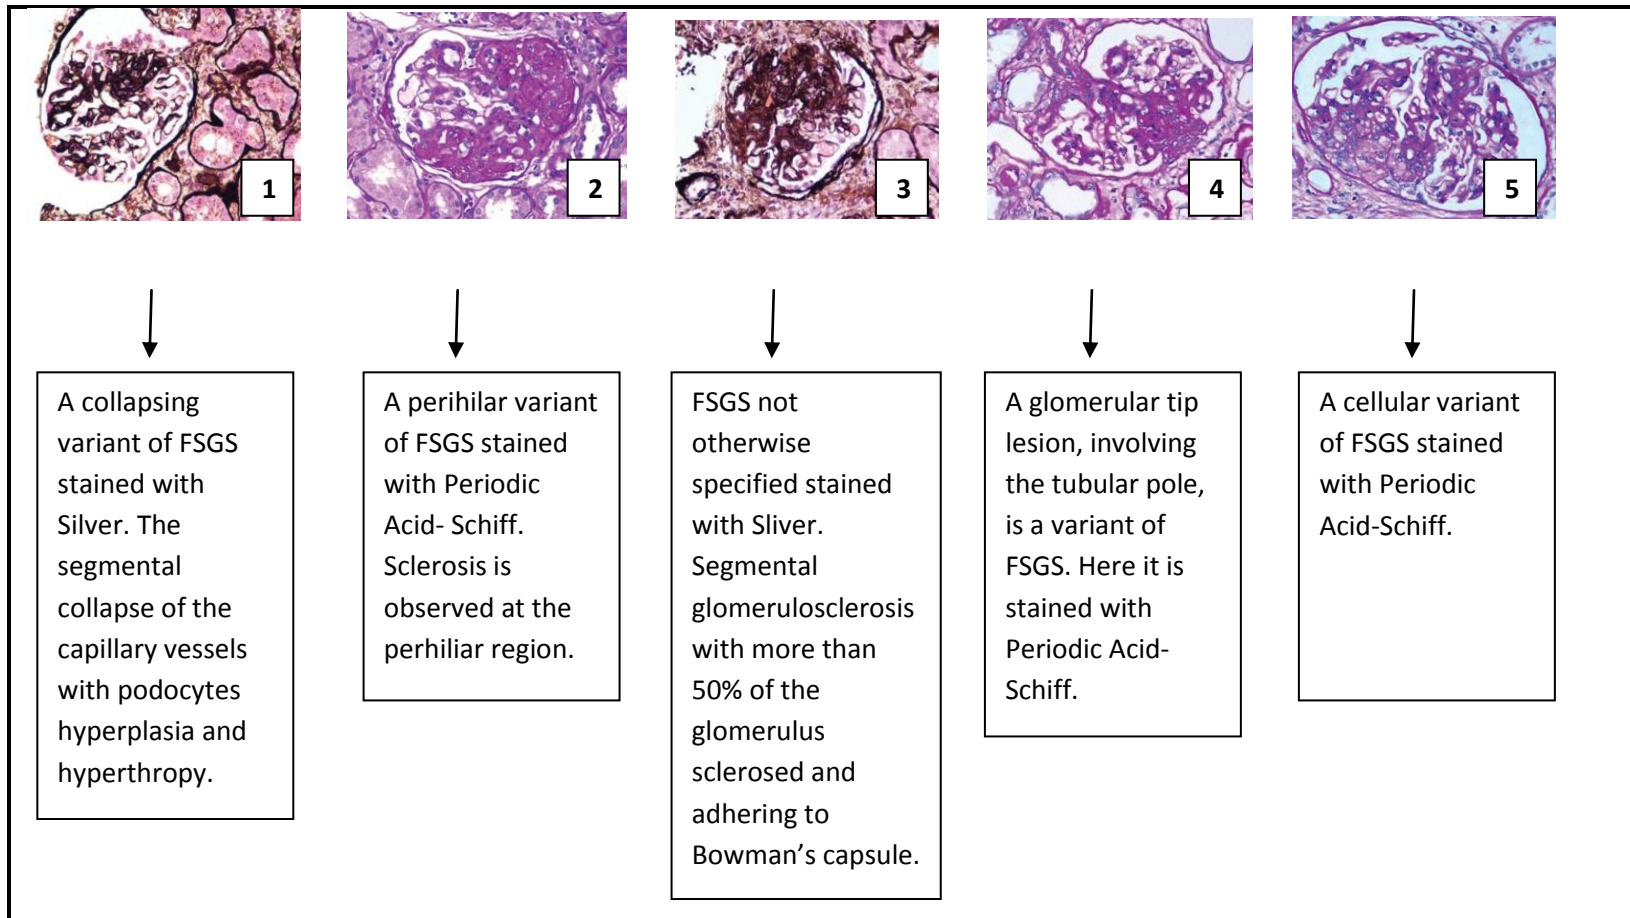 1
2
3
4
5
A collapsing
variant of FSGS
stained with
Silver. The
segmental
collapse of the
capillary vessels
with podocytes
hyperplasia and
hyperthropy.
A perihilar variant
of FSGS stained
with Periodic
Acid- Schiff.
Sclerosis is
observed at the
perhiliar region.
FSGS not
otherwise
specified stained
with Sliver.
Segmental
glomerulosclerosis
with more than
50% of the
glomerulus
sclerosed and
adhering to
Bowman’s capsule.
A glomerular tip
lesion, involving
the tubular pole,
is a variant of
FSGS. Here it is
stained with
Periodic Acid-
Schiff.
A cellular variant
of FSGS stained
with Periodic
Acid-Schiff.